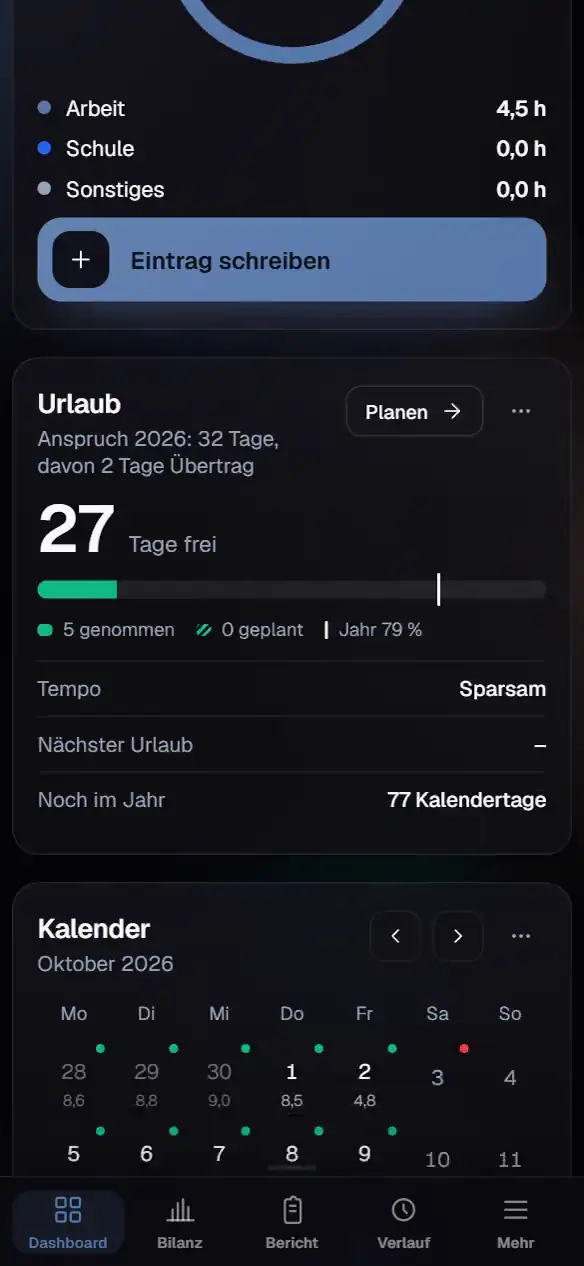 Arbeit 4,5 h
Schule 0,0 h
Sonstiges 0,0 h
Eintrag schreiben
Urlaub
Planen
Anspruch 2026: 32 Tage,
davon 2 Tage Übertrag
27 Tage frei
5 genommen 0 geplant Jahr 79 %
Tempo Sparsam
Nächster Urlaub –
Noch im Jahr 77 Kalendertage
Kalender
Oktober 2026
Mo Di Mi Do Fr Sa So
28 29 30 1 2 3 4
8,6 8,8 9,0 8,5 4,8
5 6 7 8 9 10 11
Dashboard Bilanz Bericht Verlauf Mehr